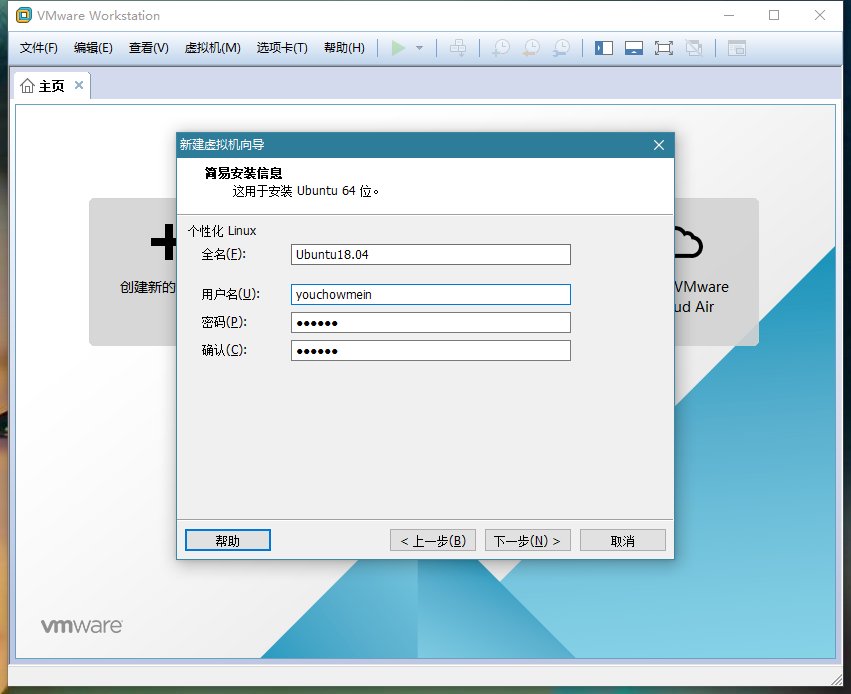 VMware Workstation
文件(F) 编辑(E) 查看(V) 虚拟机(M) 选项卡(T) 帮助(H)
主页
新建虚拟机向导
简易安装信息
这用于安装 Ubuntu 64 位。
个性化 Linux
全名(F): Ubuntu18.04
用户名(U): youchowmein
密码(P): ●●●●●●
确认(C): ●●●●●●
创建新的
VMware
ud Air
帮助 < 上一步(B) 下一步(N) > 取消
vmware